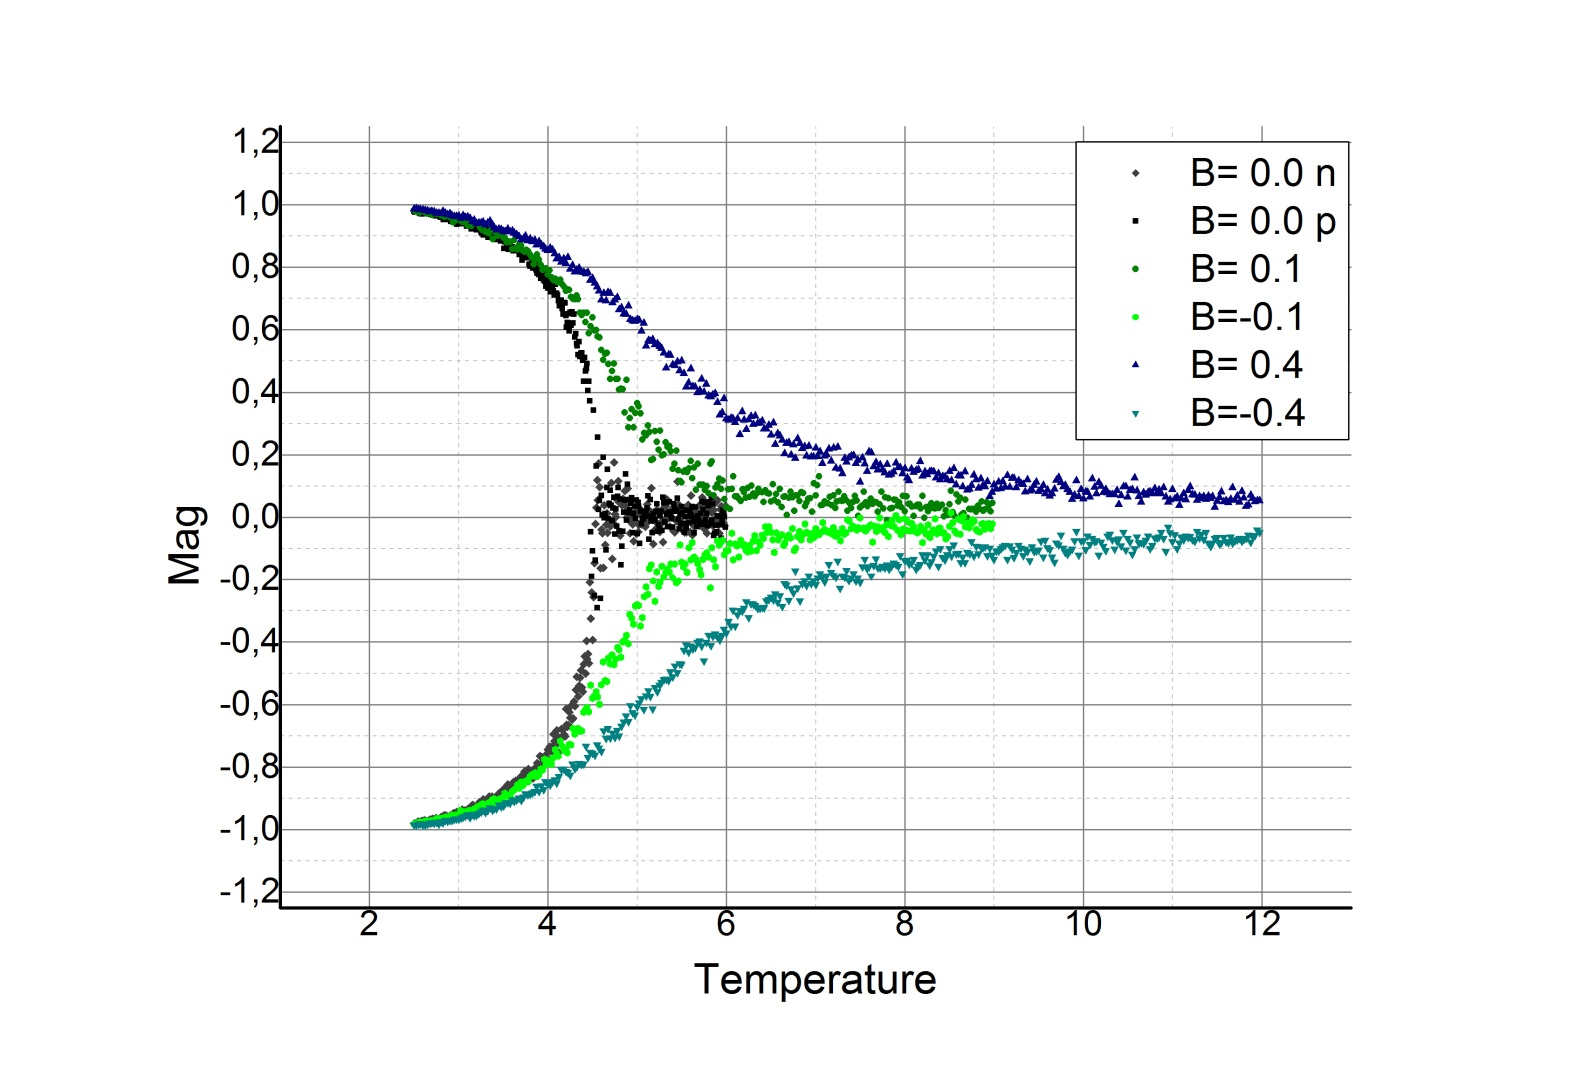 1,2
1,0
0,8
0,6
0,4
0,2
0,0
-0,2
-0,4
-0,6
-0,8
-1,0
-1,2
Mag
B= 0.0 n
B= 0.0 p
B= 0.1
B=-0.1
B= 0.4
B=-0.4
2 4 6 8 10 12
Temperature